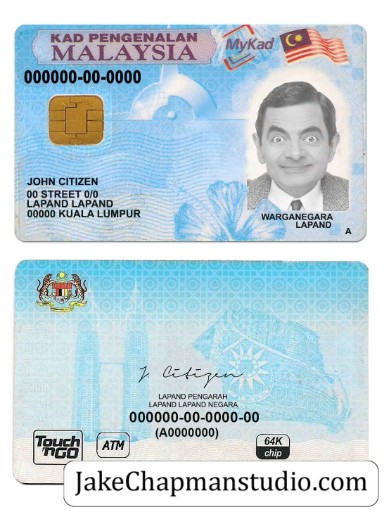 KAD PENGENALAN
MALAYSIA
MyKad
000000-00-0000
JOHN CITIZEN
00 STREET 0/0
LAPAND LAPAND
00000 KUALA LUMPUR
WARGANEGARA
LAPAND
A
J. Citizen
LAPAND PENGARAH
LAPAND LAPAND NEGARA
000000-00-0000-00
(A0000000)
Touch
'nGO
ATM
64K
chip
JakeChapmanstudio.com